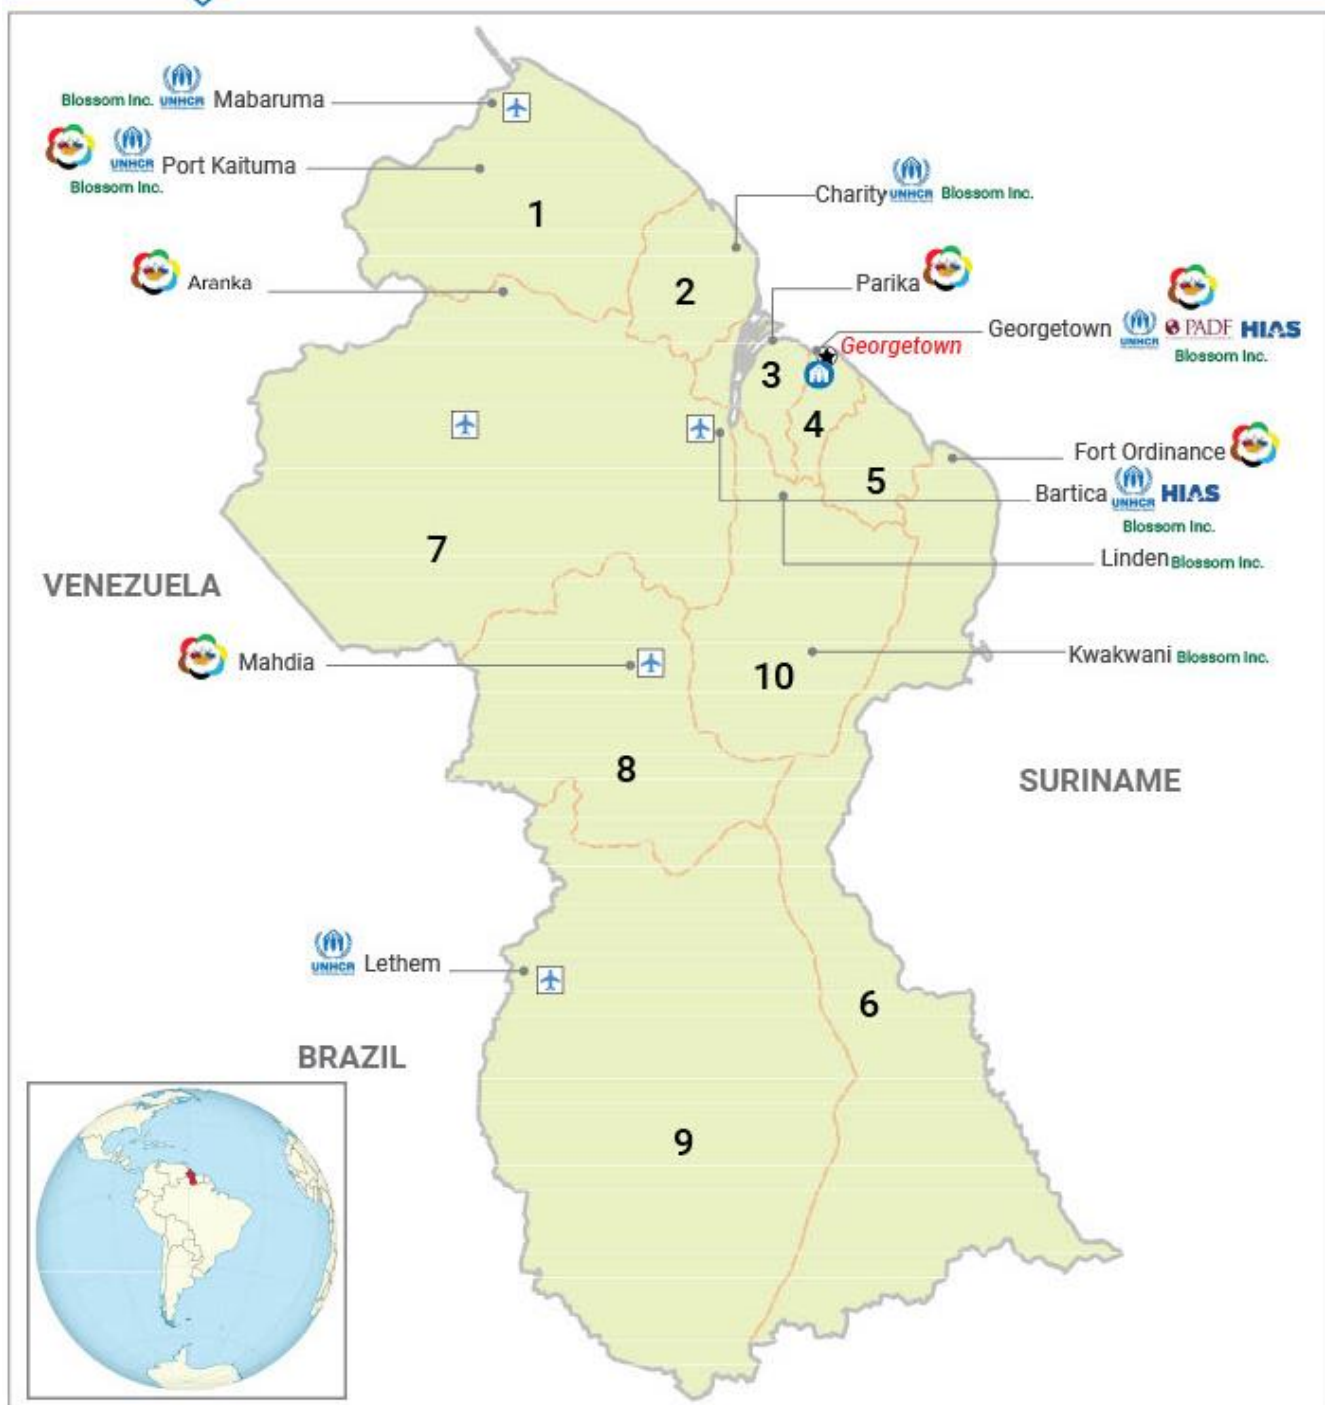 Blossom Inc. UNHCR Mabaruma
UNHCR Port Kaituma
Blossom Inc.
Charity UNHCR Blossom Inc.
1
Aranka
2
Parika
Georgetown UNHCR PADF HIAS
Blossom Inc.
Georgetown
3
4
Fort Ordinance
5
Bartica UNHCR HIAS
Blossom Inc.
7
Linden Blossom Inc.
VENEZUELA
Mahdia
Kwakwani Blossom Inc.
10
8
SURINAME
UNHCR Lethem
6
BRAZIL
9